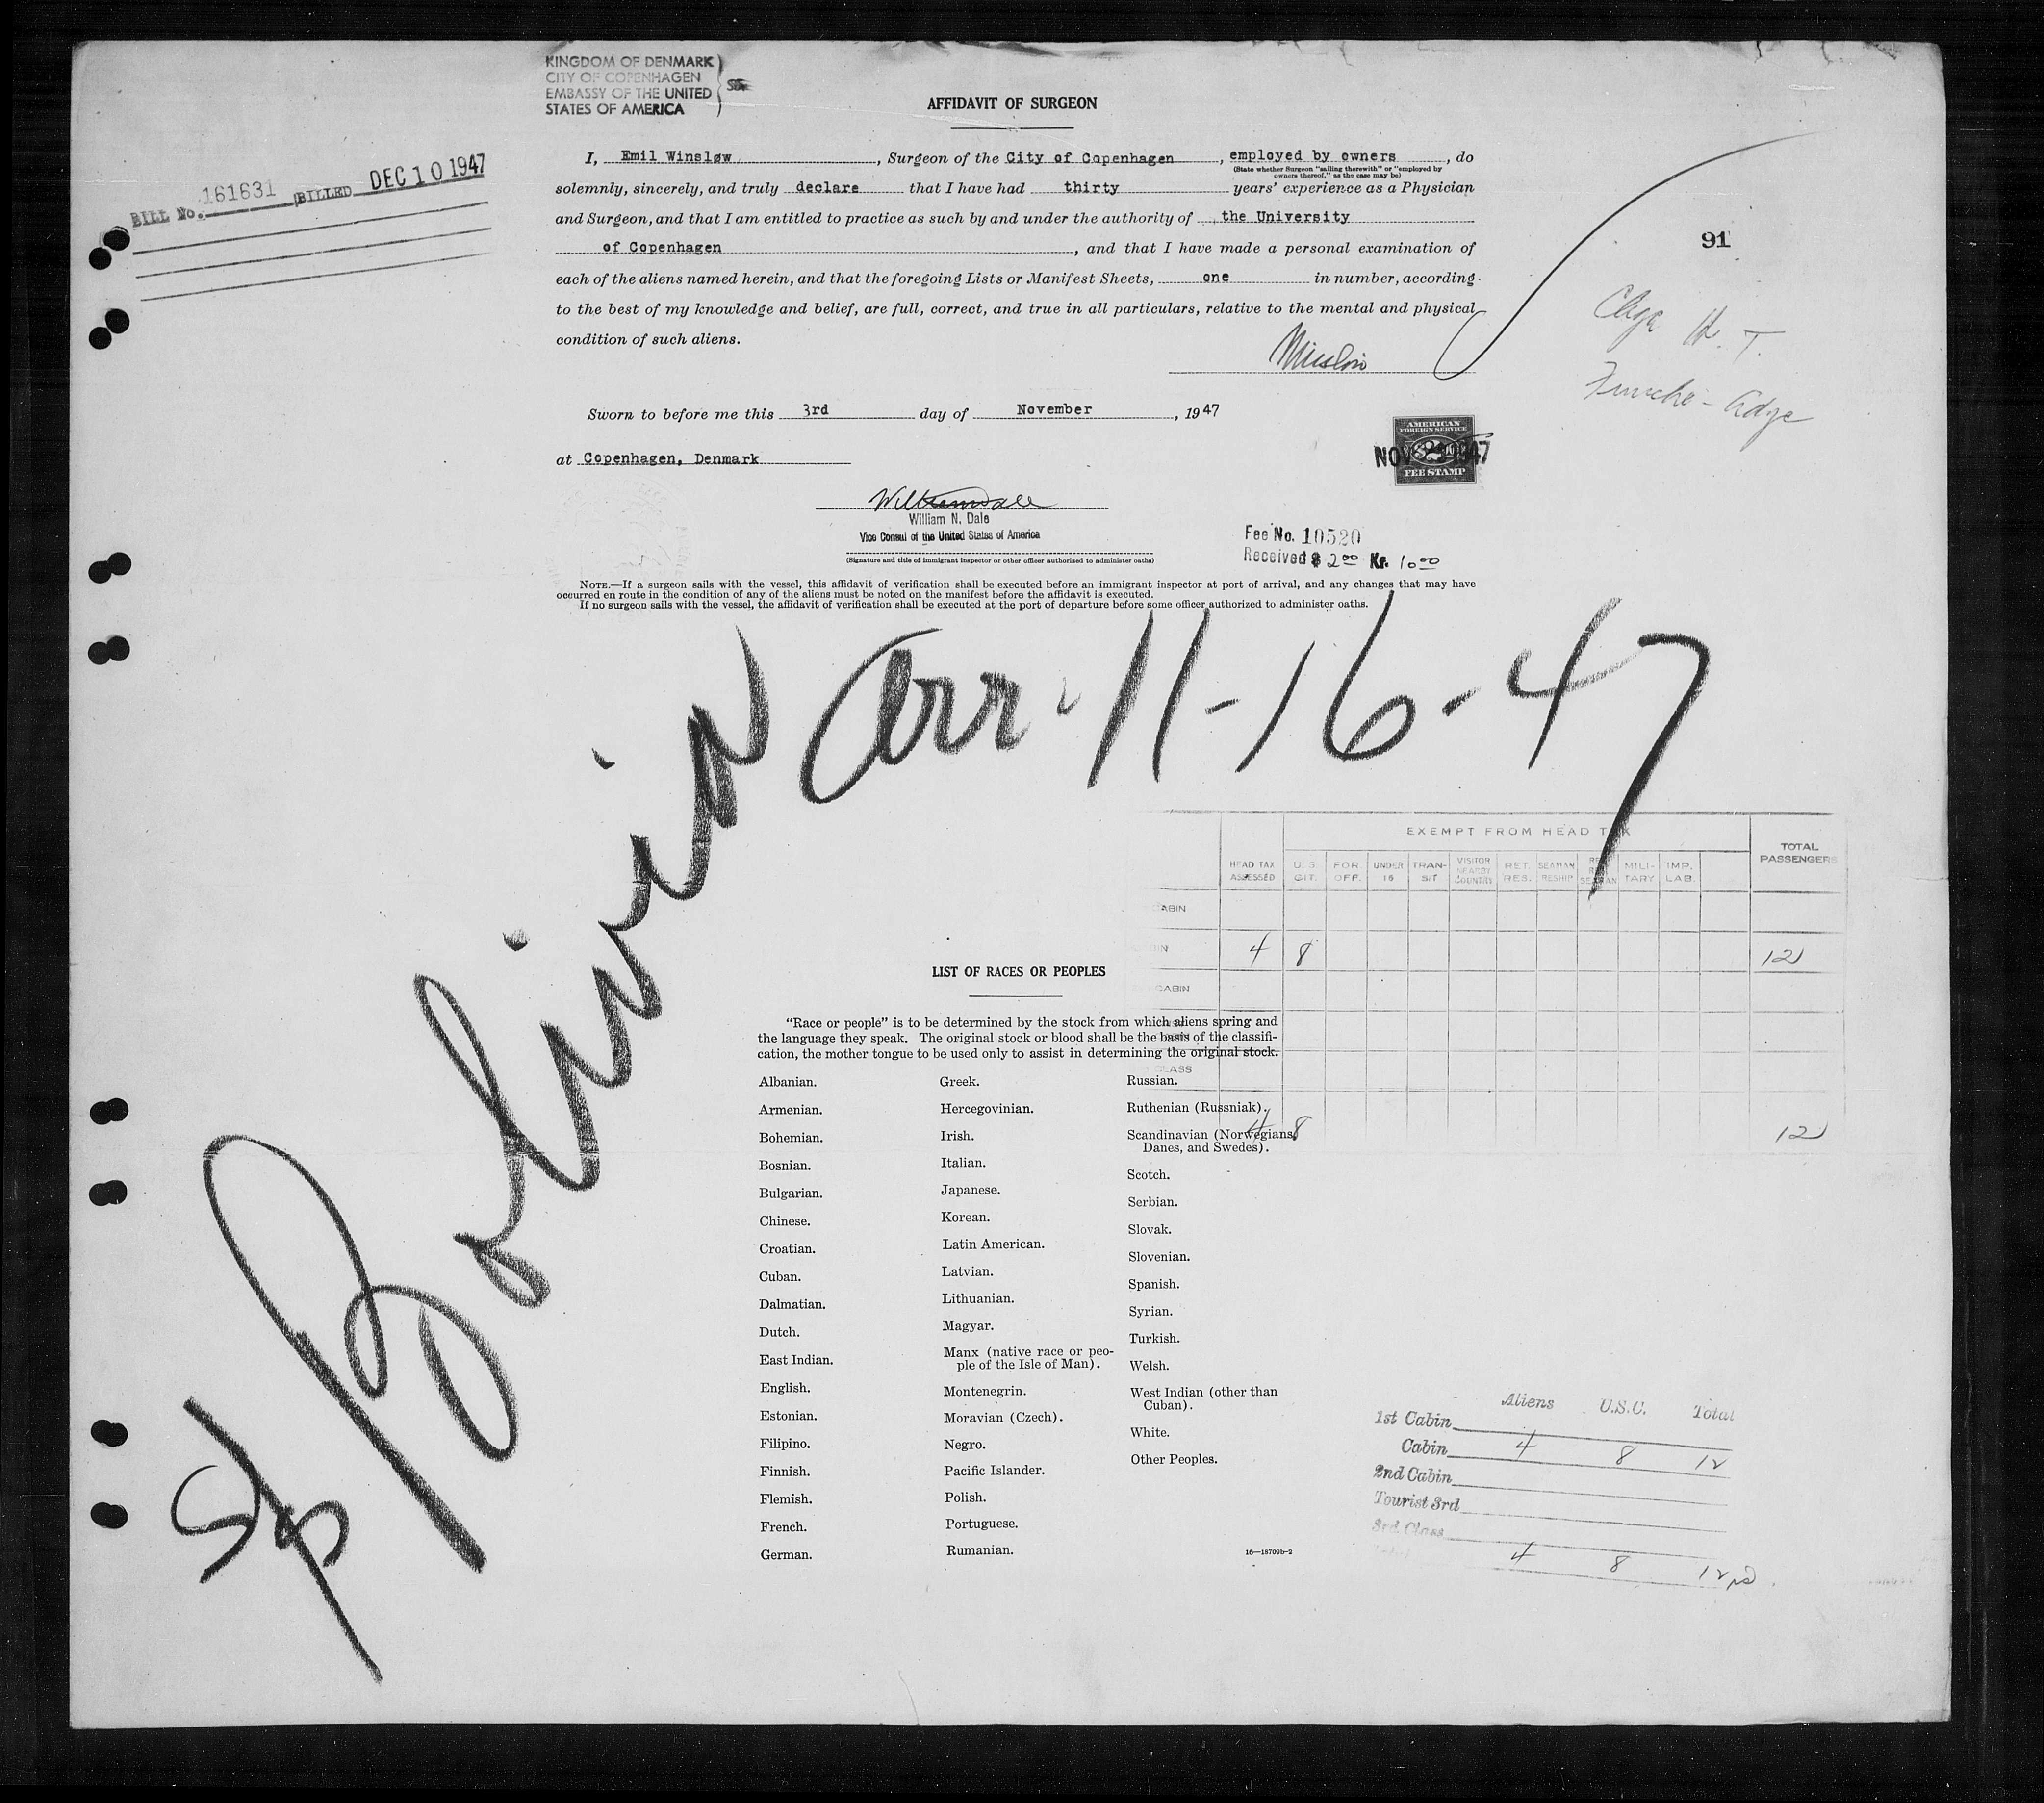 KINGDOM OF DENMARK
CITY OF COPENHAGEN
EMBASSY OF THE UNITED
STATES OF AMERICA
SS
AFFIDAVIT OF SURGEON
BILL No. 161631 BILLED DEC 10 1947
I, Emil Winsløw, Surgeon of the City of Copenhagen, employed by owners, do
(State whether Surgeon "sailing therewith" or "employed by
owners thereof," as the case may be)
solemnly, sincerely, and truly declare that I have had thirty years' experience as a Physician
and Surgeon, and that I am entitled to practice as such by and under the authority of the University
of Copenhagen, and that I have made a personal examination of
each of the aliens named herein, and that the foregoing Lists or Manifest Sheets, one in number, according
to the best of my knowledge and belief, are full, correct, and true in all particulars, relative to the mental and physical
condition of such aliens.
91
Sworn to before me this 3rd day of November, 1947
at Copenhagen, Denmark
AMERICAN
FOREIGN SERVICE
$2.00
FEE STAMP
NOV 3 1947
William N. Dale
Vice Consul of the United States of America
(Signature and title of immigrant inspector or other officer authorized to administer oaths)
Fee No. 10520
Received $ 2.00 Kr. 10.00
NOTE.—If a surgeon sails with the vessel, this affidavit of verification shall be executed before an immigrant inspector at port of arrival, and any changes that may have
occurred en route in the condition of any of the aliens must be noted on the manifest before the affidavit is executed.
If no surgeon sails with the vessel, the affidavit of verification shall be executed at the port of departure before some officer authorized to administer oaths.
Arr. 11-16-47
Bolivia
EXEMPT FROM HEAD TAX
HEAD TAX ASSESSED
U.S. CIT.
FOR. OFF.
UNDER 16
TRANSIT
VISITOR NEARBY COUNTRY
RET. RES.
SEAMAN RESHIP
MILITARY
IMP. LAB.
TOTAL PASSENGERS
CABIN
4 8 12
CABIN
CLASS
4 8 12
LIST OF RACES OR PEOPLES
"Race or people" is to be determined by the stock from which aliens spring and
the language they speak. The original stock or blood shall be the basis of the classifi-
cation, the mother tongue to be used only to assist in determining the original stock.
Albanian.
Armenian.
Bohemian.
Bosnian.
Bulgarian.
Chinese.
Croatian.
Cuban.
Dalmatian.
Dutch.
East Indian.
English.
Estonian.
Filipino.
Finnish.
Flemish.
French.
German.
Greek.
Hercegovinian.
Irish.
Italian.
Japanese.
Korean.
Latin American.
Latvian.
Lithuanian.
Magyar.
Manx (native race or peo-
ple of the Isle of Man).
Montenegrin.
Moravian (Czech).
Negro.
Pacific Islander.
Polish.
Portuguese.
Rumanian.
Russian.
Ruthenian (Russniak).
Scandinavian (Norwegians,
Danes, and Swedes).
Scotch.
Serbian.
Slovak.
Slovenian.
Spanish.
Syrian.
Turkish.
Welsh.
West Indian (other than
Cuban).
White.
Other Peoples.
16—18709b-2
Aliens U.S.C. Total
1st Cabin
Cabin 4 8 12
2nd Cabin
Tourist 3rd
3rd Class
4 8 12